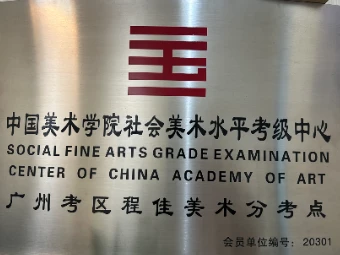 中国美术学院社会美术水平考级中心
SOCIAL FINE ARTS GRADE EXAMINATION
CENTER OF CHINA ACADEMY OF ART
广州考区程佳美术分考点
会员单位编号：20301